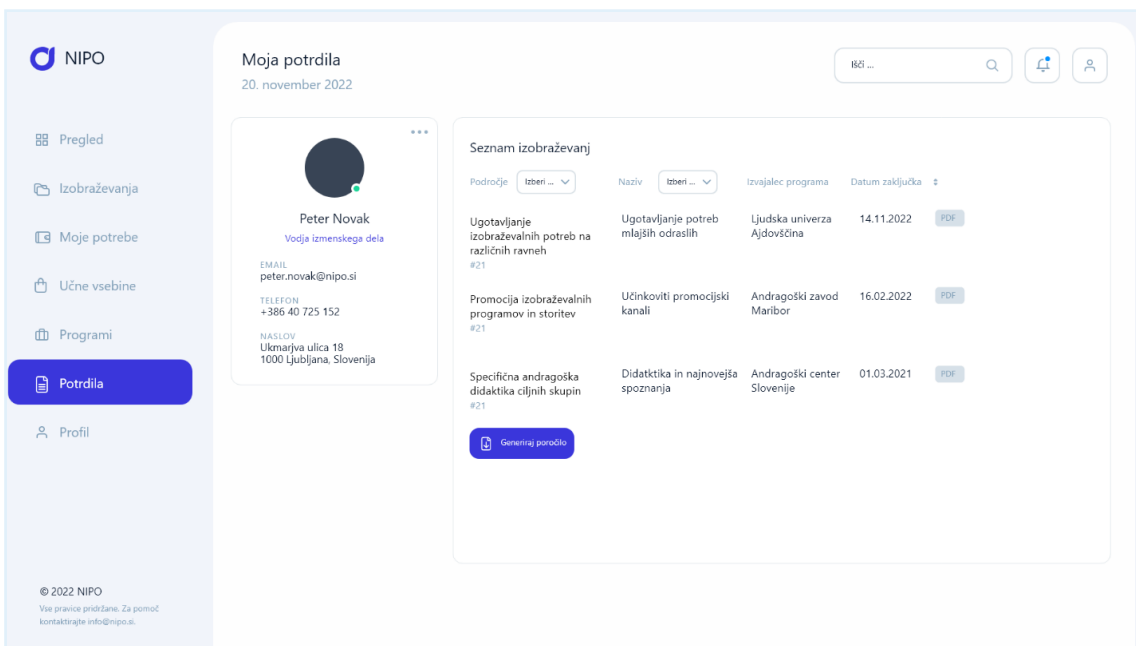 NIPO
Moja potrdila
20. november 2022
Išči ...
Pregled
Izobraževanja
Moje potrebe
Učne vsebine
Programi
Potrdila
Profil
© 2022 NIPO
Vse pravice pridržane. Za pomoč
kontaktirajte info@nipo.si.
Peter Novak
Vodja izmenskega dela
EMAIL
peter.novak@nipo.si
TELEFON
+386 40 725 152
NASLOV
Ukmarjva ulica 18
1000 Ljubljana, Slovenija
Seznam izobraževanj
Področje Izberi ... Naziv Izberi ... Izvajalec programa Datum zaključka
Ugotavljanje
izobraževalnih potreb na
različnih ravneh
#21
Ugotavljanje potreb
mlajših odraslih
Ljudska univerza
Ajdovščina
14.11.2022
PDF
Promocija izobraževalnih
programov in storitev
#21
Učinkoviti promocijski
kanali
Andragoški zavod
Maribor
16.02.2022
PDF
Specifična andragoška
didaktika ciljnih skupin
#21
Didatktika in najnovejša
spoznanja
Andragoški center
Slovenije
01.03.2021
PDF
Generiraj poročilo